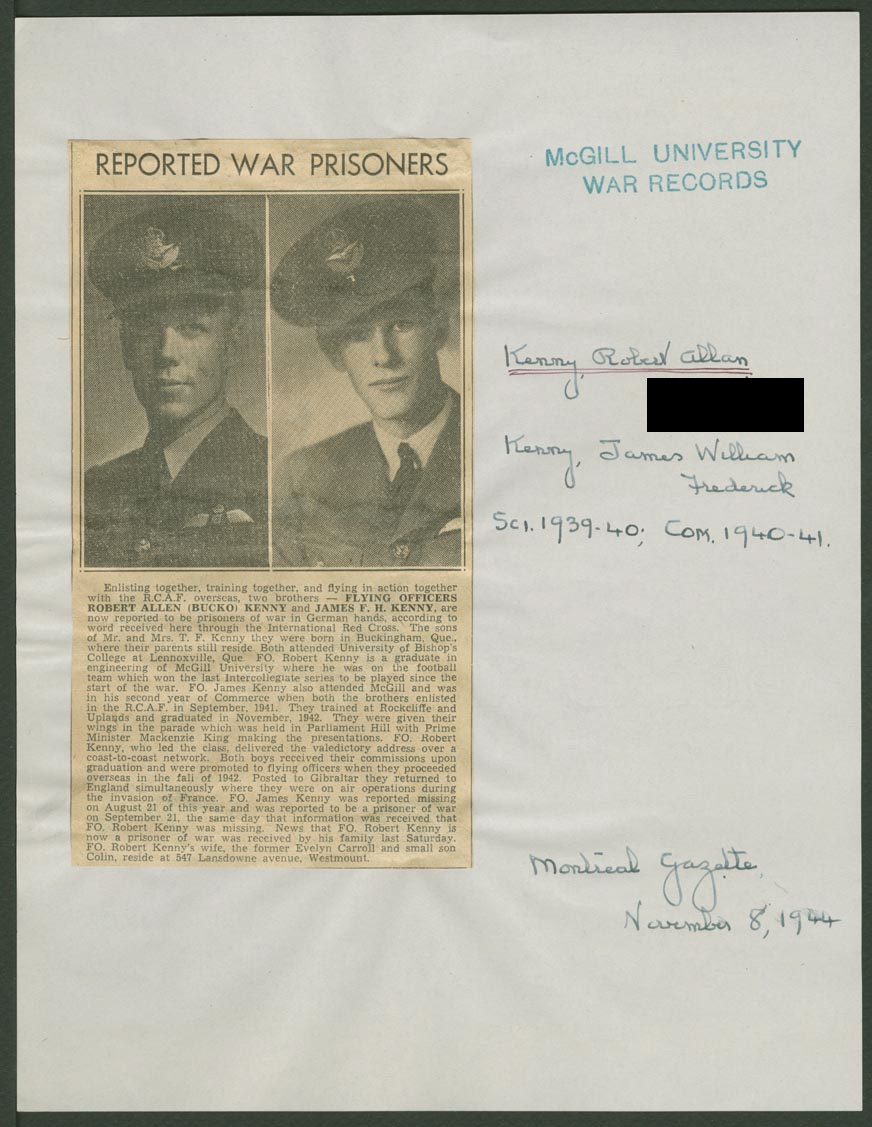 REPORTED WAR PRISONERS
Enlisting together, training together, and flying in action together
with the R.C.A.F. overseas, two brothers — FLYING OFFICERS
ROBERT ALLEN (BUCKO) KENNY and JAMES F. H. KENNY, are
now reported to be prisoners of war in German hands, according to
word received here through the International Red Cross. The sons
of Mr. and Mrs. T. F. Kenny they were born in Buckingham, Que.,
where their parents still reside. Both attended University of Bishop's
College at Lennoxville, Que. FO. Robert Kenny is a graduate in
engineering of McGill University where he was on the football
team which won the last Intercollegiate series to be played since the
start of the war. FO. James Kenny also attended McGill and was
in his second year of Commerce when both the brothers enlisted
in the R.C.A.F. in September, 1941. They trained at Rockcliffe and
Uplands and graduated in November, 1942. They were given their
wings in the parade which was held in Parliament Hill with Prime
Minister Mackenzie King making the presentations. FO. Robert
Kenny, who led the class, delivered the valedictory address over a
coast-to-coast network. Both boys received their commissions upon
graduation and were promoted to flying officers when they proceeded
overseas in the fall of 1942. Posted to Gibraltar they returned to
England simultaneously where they were on air operations during
the invasion of France. FO. James Kenny was reported missing
on August 21 of this year and was reported to be a prisoner of war
on September 21, the same day that information was received that
FO. Robert Kenny was missing. News that FO. Robert Kenny is
now a prisoner of war was received by his family last Saturday.
FO. Robert Kenny's wife, the former Evelyn Carroll and small son
Colin, reside at 547 Lansdowne avenue, Westmount.
McGILL UNIVERSITY
WAR RECORDS
Kenny, Robert Allan
Kenny, James William
Frederick
Sci. 1939-40; Com. 1940-41.
Montreal Gazette,
November 8, 1944